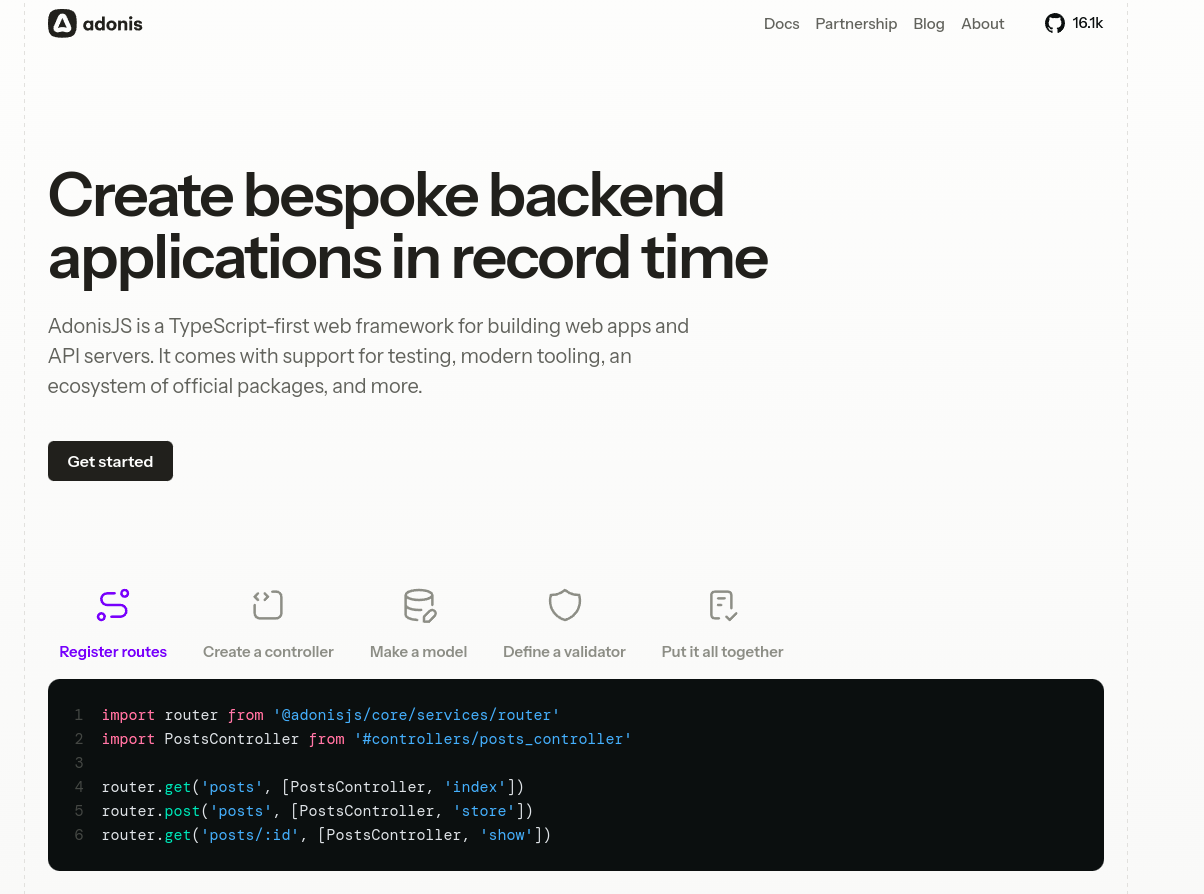 adonis
Docs Partnership Blog About 16.1k
Create bespoke backend
applications in record time
AdonisJS is a TypeScript-first web framework for building web apps and
API servers. It comes with support for testing, modern tooling, an
ecosystem of official packages, and more.
Get started
Register routes Create a controller Make a model Define a validator Put it all together
1 import router from '@adonisjs/core/services/router'
2 import PostsController from '#controllers/posts_controller'
3
4 router.get('posts', [PostsController, 'index'])
5 router.post('posts', [PostsController, 'store'])
6 router.get('posts/:id', [PostsController, 'show'])